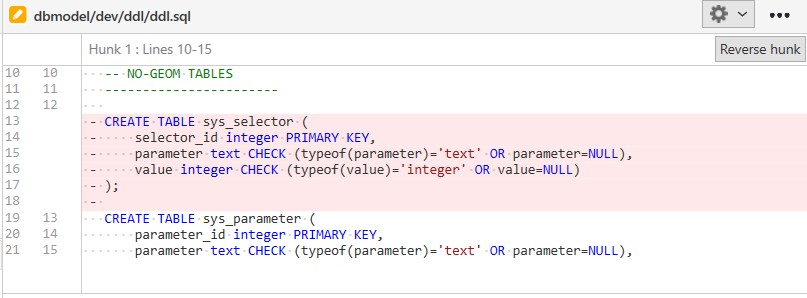 dbmodel/dev/ddl/ddl.sql
Hunk 1 : Lines 10-15
Reverse hunk
10 10 -- NO-GEOM TABLES
11 11 -----------------------
12 12
13 - CREATE TABLE sys_selector (
14 - selector_id integer PRIMARY KEY,
15 - parameter text CHECK (typeof(parameter)='text' OR parameter=NULL),
16 - value integer CHECK (typeof(value)='integer' OR value=NULL)
17 - );
18 -
19 13 CREATE TABLE sys_parameter (
20 14 parameter_id integer PRIMARY KEY,
21 15 parameter text CHECK (typeof(parameter)='text' OR parameter=NULL),